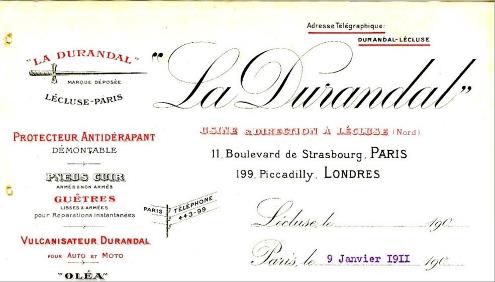 Adresse Télégraphique:
DURANDAL-LÉCLUSE
"LA DURANDAL"
MARQUE DÉPOSÉE
LÉCLUSE-PARIS
"La Durandal"
USINE & DIRECTION À LÉCLUSE (Nord)
11, Boulevard de Strasbourg, PARIS
199, Piccadilly, LONDRES
PROTECTEUR ANTIDÉRAPANT
DÉMONTABLE
PNEUS CUIR
ARMÉS & NON ARMÉS
GUÊTRES
LISSES & ARMÉES
pour Réparations instantanées
VULCANISATEUR DURANDAL
POUR AUTO ET MOTO
"OLÉA"
PARIS TÉLÉPHONE
443-99
Lécluse, le 190
Paris, le 9 Janvier 1911 190